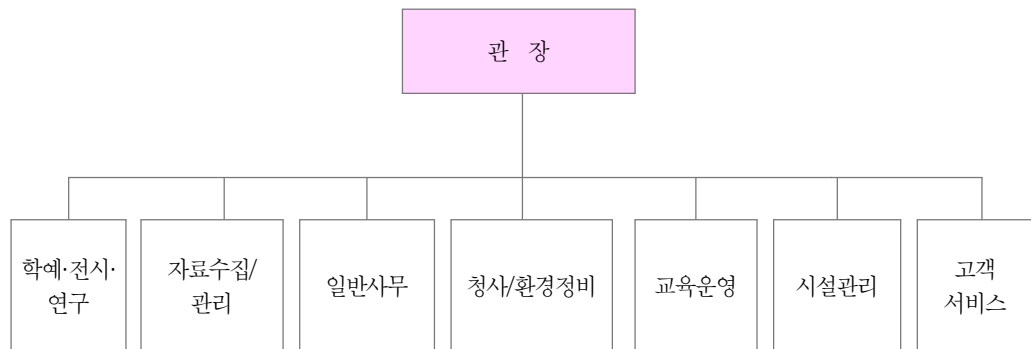 관 장
학예·전시·
연구
자료수집/
관리
일반사무
청사/환경정비
교육운영
시설관리
고객
서비스